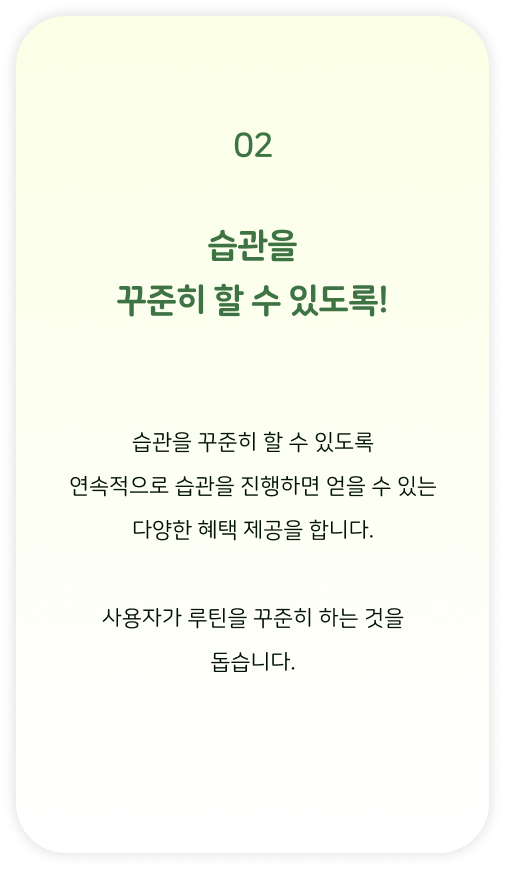 02
습관을
꾸준히 할 수 있도록!
습관을 꾸준히 할 수 있도록
연속적으로 습관을 진행하면 얻을 수 있는
다양한 혜택 제공을 합니다.
사용자가 루틴을 꾸준히 하는 것을
돕습니다.